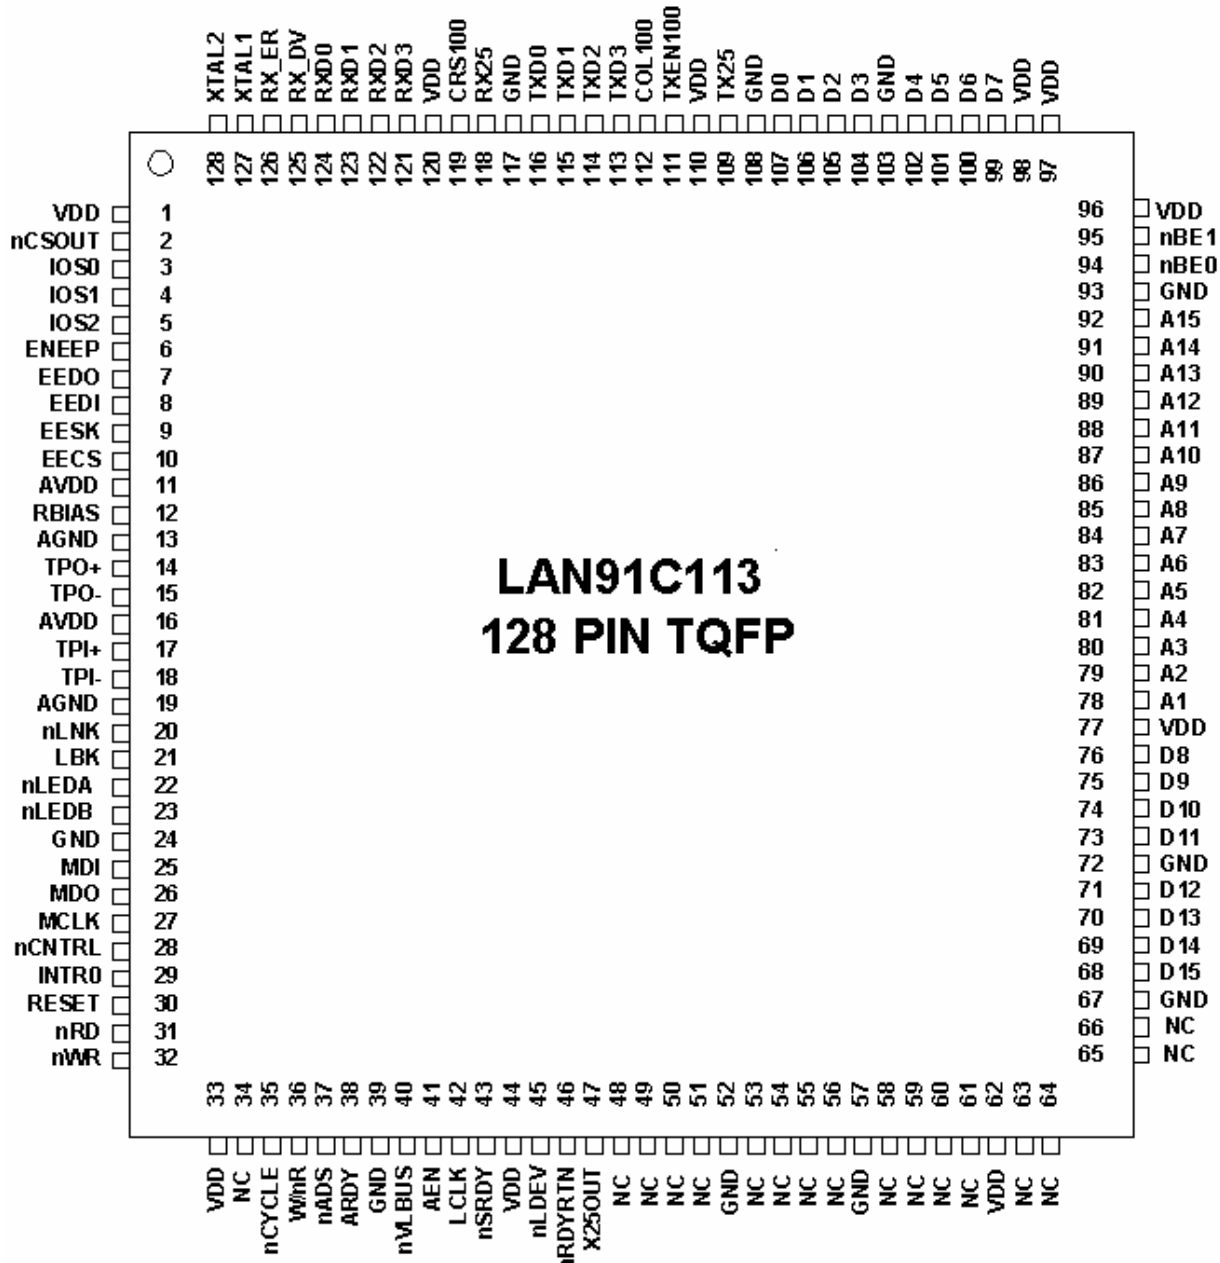 XTAL2
XTAL1
RX_ER
RX_DV
RXD0
RXD1
RXD2
RXD3
VDD
CRS100
RX25
GND
TXD0
TXD1
TXD2
TXD3
COL100
TXEN100
VDD
TX25
GND
D0
D1
D2
D3
GND
D4
D5
D6
D7
VDD
VDD
128
127
126
125
124
123
122
121
120
119
118
117
116
115
114
113
112
111
110
109
108
107
106
105
104
103
102
101
100
99
98
97
VDD 1
nCSOUT 2
IOS0 3
IOS1 4
IOS2 5
ENEEP 6
EEDO 7
EEDI 8
EESK 9
EECS 10
AVDD 11
RBIAS 12
AGND 13
TPO+ 14
TPO- 15
AVDD 16
TPI+ 17
TPI- 18
AGND 19
nLNK 20
LBK 21
nLEDA 22
nLEDB 23
GND 24
MDI 25
MDO 26
MCLK 27
nCNTRL 28
INTR0 29
RESET 30
nRD 31
nWR 32
LAN91C113
128 PIN TQFP
96 VDD
95 nBE1
94 nBE0
93 GND
92 A15
91 A14
90 A13
89 A12
88 A11
87 A10
86 A9
85 A8
84 A7
83 A6
82 A5
81 A4
80 A3
79 A2
78 A1
77 VDD
76 D8
75 D9
74 D10
73 D11
72 GND
71 D12
70 D13
69 D14
68 D15
67 GND
66 NC
65 NC
33
34
35
36
37
38
39
40
41
42
43
44
45
46
47
48
49
50
51
52
53
54
55
56
57
58
59
60
61
62
63
64
VDD
NC
nCYCLE
W/nR
nADS
ARDY
GND
nVLBUS
AEN
LCLK
nSRDY
VDD
nLDEV
nRDYRTN
X25OUT
NC
NC
NC
NC
GND
NC
NC
NC
NC
GND
NC
NC
NC
NC
VDD
NC
NC